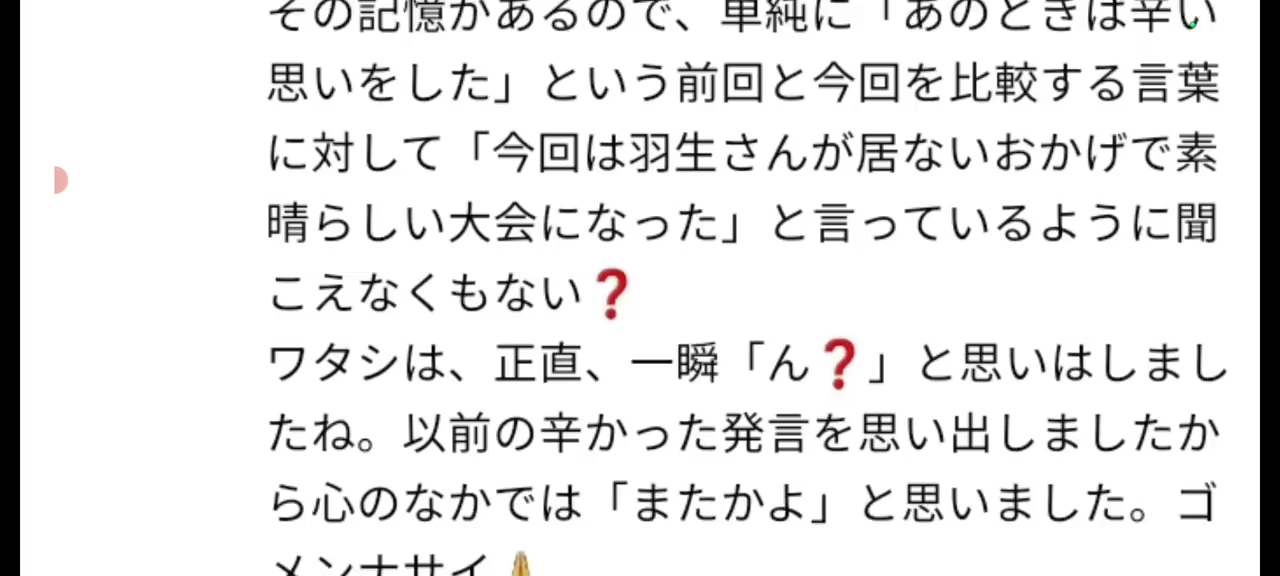 その記憶があるので、単純に「あのときは辛い
思いをした」という前回と今回を比較する言葉
に対して「今回は羽生さんが居ないおかげで素
晴らしい大会になった」と言っているように聞
こえなくもない❓
ワタシは、正直、一瞬「ん❓」と思いはしまし
たね。以前の辛かった発言を思い出しましたか
ら心のなかでは「またかよ」と思いました。ゴ
メンナサイ🙏